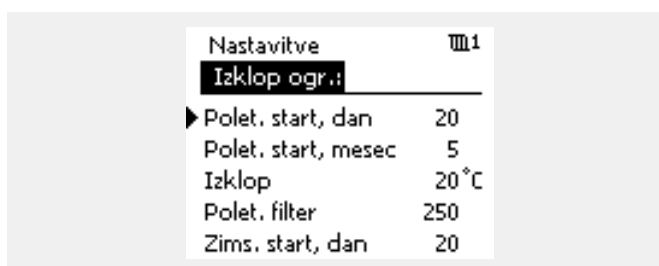 Nastavitve 1
Izklop ogr.:
Polet. start, dan 20
Polet. start, mesec 5
Izklop 20°C
Polet. filter 250
Zims. start, dan 20